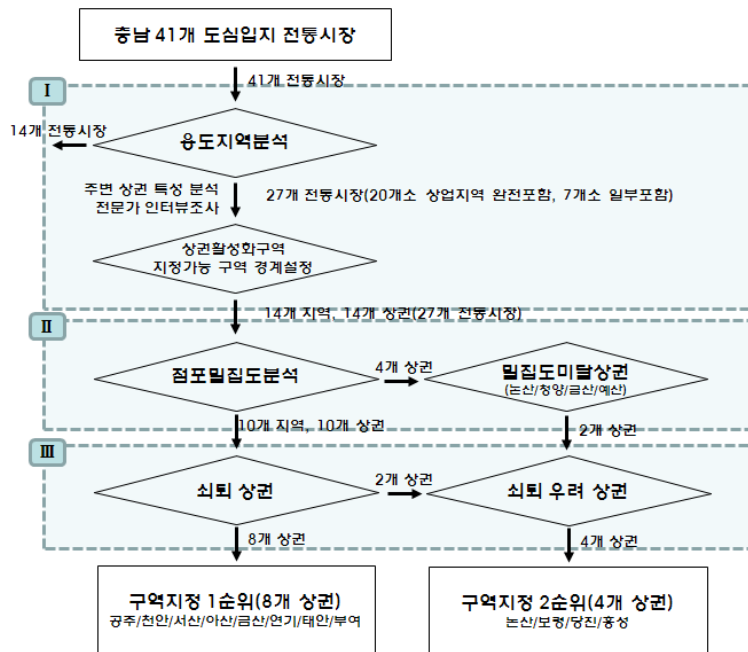 충남 41개 도심입지 전통시장
41개 전통시장
I
14개 전통시장
용도지역분석
주변 상권 특성 분석
전문가 인터뷰조사
27개 전통시장(20개소 상업지역 완전포함, 7개소 일부포함)
상권활성화구역
지정가능 구역 경계설정
14개 지역, 14개 상권(27개 전통시장)
II
점포밀집도분석
4개 상권
밀집도미달상권
(논산/청양/금산/예산)
10개 지역, 10개 상권
2개 상권
III
쇠퇴 상권
2개 상권
쇠퇴 우려 상권
8개 상권
4개 상권
구역지정 1순위(8개 상권)
공주/천안/서산/아산/금산/연기/태안/부여
구역지정 2순위(4개 상권)
논산/보령/당진/홍성